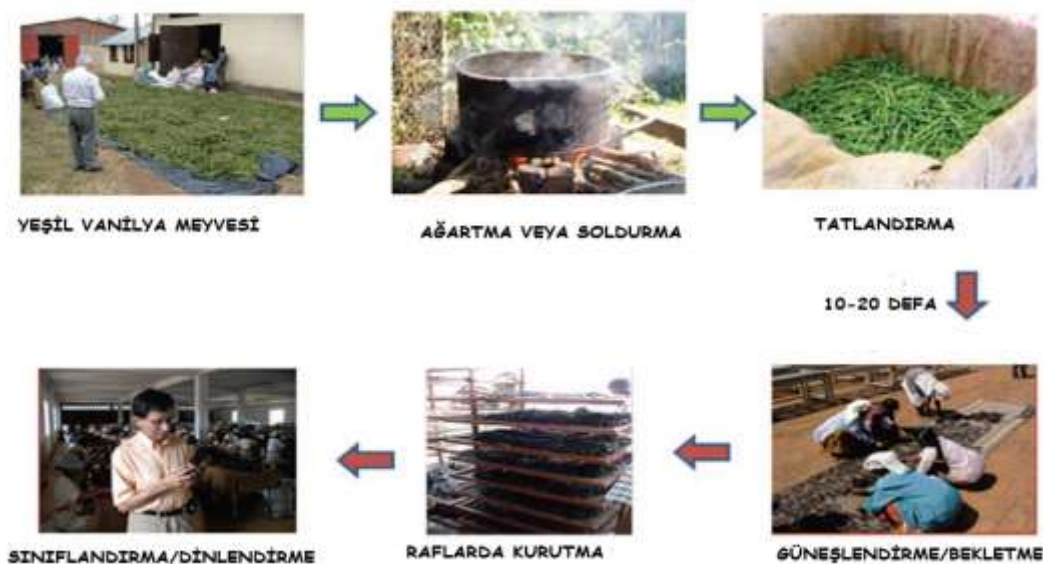 YEŞİL VANİLYA MEYVESİ
AĞARTMA VEYA SOLDURMA
TATLANDIRMA
10-20 DEFA
GÜNEŞLENDİRME/BEKLETME
RAFLARDA KURUTMA
SINIFLANDIRMA/DİNLENDİRME